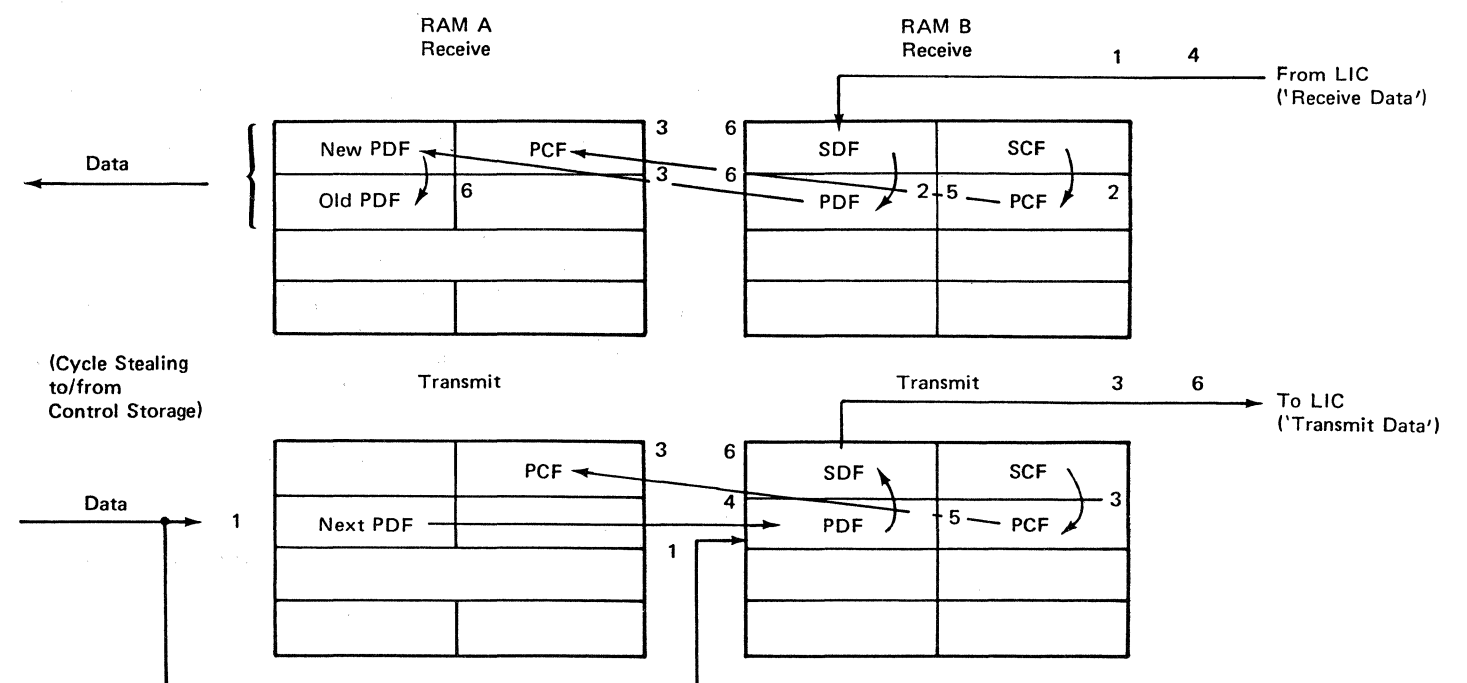 RAM A
Receive
RAM B
Receive
1 4
From LIC
('Receive Data')
Data
New PDF PCF 3 6 SDF SCF
3 6
Old PDF 6 PDF 2 5 PCF 2
(Cycle Stealing
to/from
Control Storage)
Transmit
Transmit 3 6
To LIC
('Transmit Data')
PCF 3 6 SDF SCF
Data
1 Next PDF 4 PDF 5 PCF 3
1